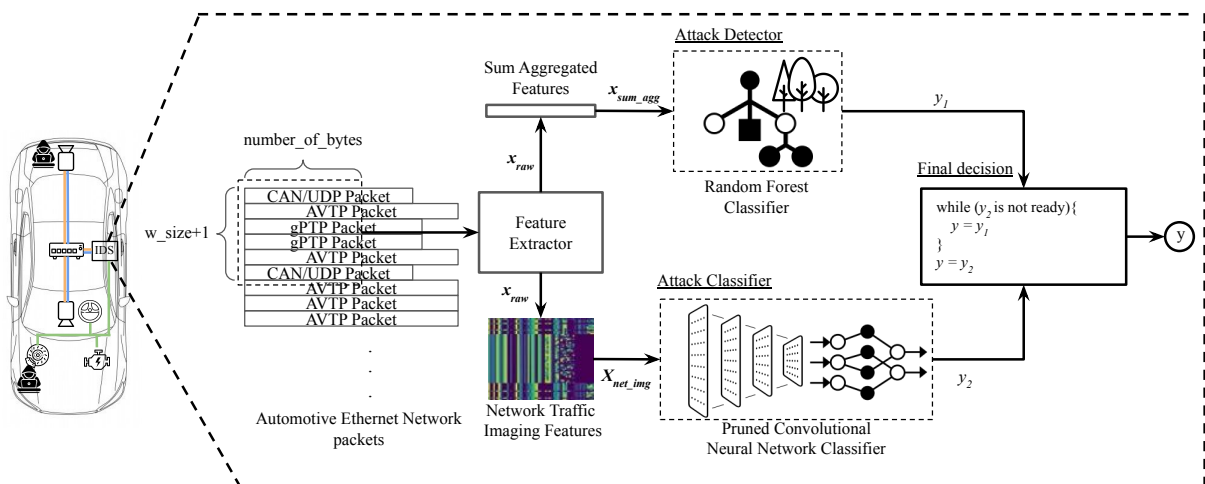 Attack Detector
Sum Aggregated
Features
x_sum_agg
y_1
number_of_bytes
x_raw
Final decision
CAN/UDP Packet
AVTP Packet
gPTP Packet
gPTP Packet
AVTP Packet
CAN/UDP Packet
AVTP Packet
AVTP Packet
AVTP Packet
w_size+1
Feature
Extractor
Random Forest
Classifier
while (y_2 is not ready){
y = y_1
}
y = y_2
y
IDS
x_raw
Attack Classifier
X_net_img
y_2
.
.
.
Automotive Ethernet Network
packets
Network Traffic
Imaging Features
Pruned Convolutional
Neural Network Classifier